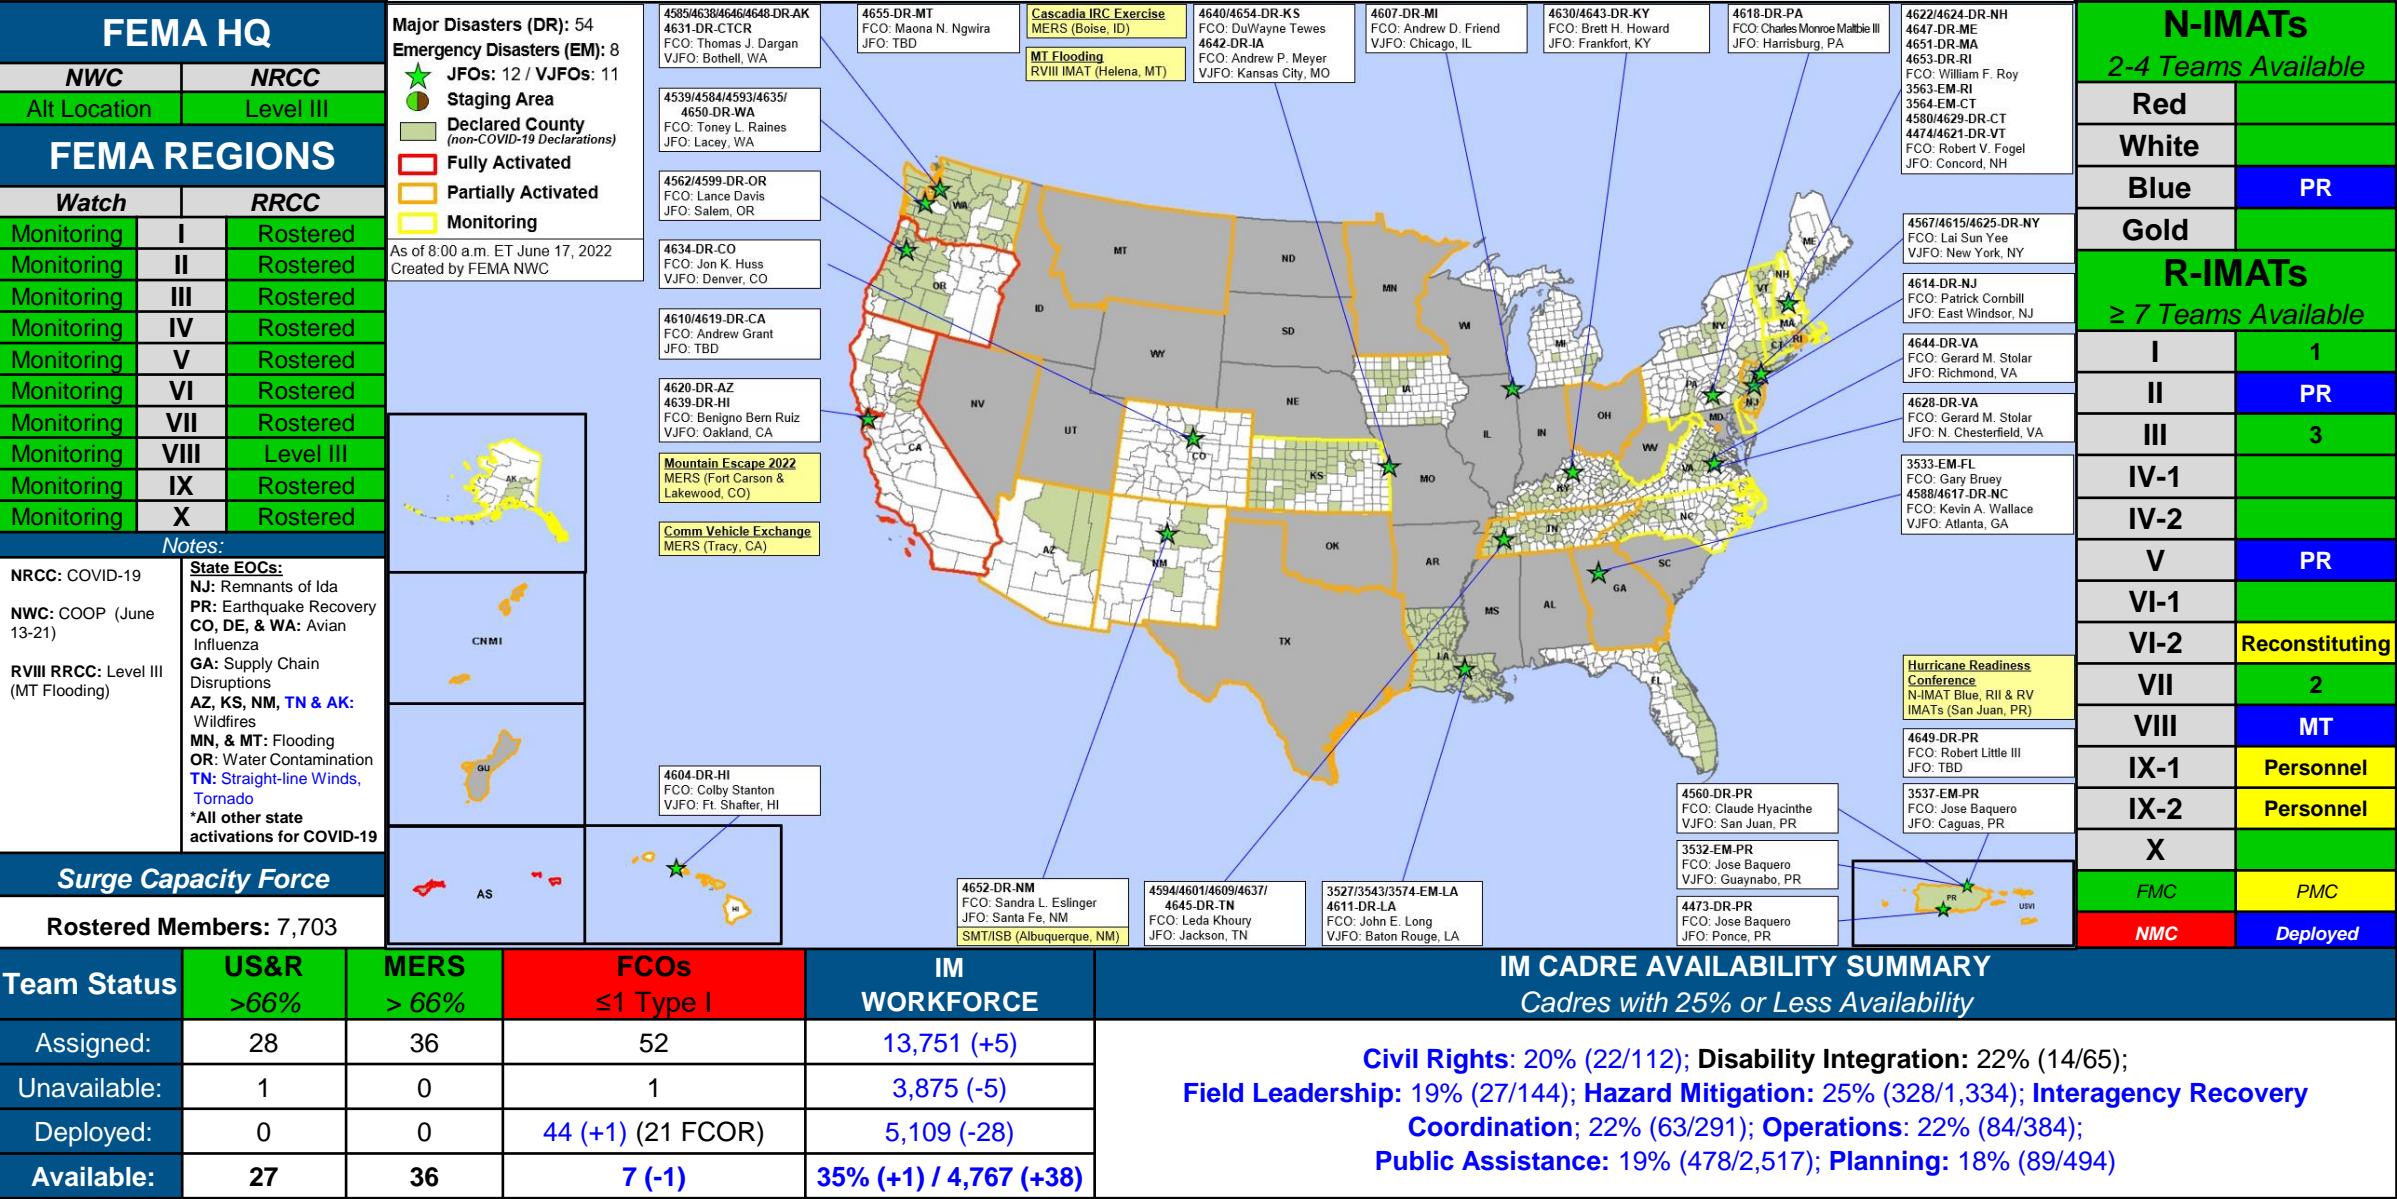 FEMA HQ
NWC NRCC
Alt Location Level III
FEMA REGIONS
Watch RRCC
Monitoring I Rostered
Monitoring II Rostered
Monitoring III Rostered
Monitoring IV Rostered
Monitoring V Rostered
Monitoring VI Rostered
Monitoring VII Rostered
Monitoring VIII Level III
Monitoring IX Rostered
Monitoring X Rostered
Notes:
NRCC: COVID-19
NWC: COOP (June
13-21)
RVIII RRCC: Level III
(MT Flooding)
State EOCs:
NJ: Remnants of Ida
PR: Earthquake Recovery
CO, DE, & WA: Avian
Influenza
GA: Supply Chain
Disruptions
AZ, KS, NM, TN & AK:
Wildfires
MN, & MT: Flooding
OR: Water Contamination
TN: Straight-line Winds,
Tornado
*All other state
activations for COVID-19
Surge Capacity Force
Rostered Members: 7,703
Major Disasters (DR): 54
Emergency Disasters (EM): 8
JFOs: 12 / VJFOs: 11
Staging Area
Declared County
(non-COVID-19 Declarations)
Fully Activated
Partially Activated
Monitoring
As of 8:00 a.m. ET June 17, 2022
Created by FEMA NWC
4585/4638/4646/4648-DR-AK
4631-DR-CTCR
FCO: Thomas J. Dargan
VJFO: Bothell, WA
4539/4584/4593/4635/
4650-DR-WA
FCO: Toney L. Raines
JFO: Lacey, WA
4562/4599-DR-OR
FCO: Lance Davis
JFO: Salem, OR
4634-DR-CO
FCO: Jon K. Huss
VJFO: Denver, CO
4610/4619-DR-CA
FCO: Andrew Grant
JFO: TBD
4620-DR-AZ
4639-DR-HI
FCO: Benigno Bern Ruiz
VJFO: Oakland, CA
Mountain Escape 2022
MERS (Fort Carson &
Lakewood, CO)
Comm Vehicle Exchange
MERS (Tracy, CA)
4604-DR-HI
FCO: Colby Stanton
VJFO: Ft. Shafter, HI
4655-DR-MT
FCO: Maona N. Ngwira
JFO: TBD
Cascadia IRC Exercise
MERS (Boise, ID)
MT Flooding
RVIII IMAT (Helena, MT)
4640/4654-DR-KS
FCO: DuWayne Tewes
4642-DR-IA
FCO: Andrew P. Meyer
VJFO: Kansas City, MO
4607-DR-MI
FCO: Andrew D. Friend
VJFO: Chicago, IL
4630/4643-DR-KY
FCO: Brett H. Howard
JFO: Frankfort, KY
4618-DR-PA
FCO: Charles Monroe Maltbie III
JFO: Harrisburg, PA
4622/4624-DR-NH
4647-DR-ME
4651-DR-MA
4653-DR-RI
FCO: William F. Roy
3563-EM-RI
3564-EM-CT
4580/4629-DR-CT
4474/4621-DR-VT
FCO: Robert V. Fogel
JFO: Concord, NH
4567/4615/4625-DR-NY
FCO: Lai Sun Yee
VJFO: New York, NY
4614-DR-NJ
FCO: Patrick Cornbill
JFO: East Windsor, NJ
4644-DR-VA
FCO: Gerard M. Stolar
JFO: Richmond, VA
4628-DR-VA
FCO: Gerard M. Stolar
JFO: N. Chesterfield, VA
3533-EM-FL
FCO: Gary Bruey
4588/4617-DR-NC
FCO: Kevin A. Wallace
VJFO: Atlanta, GA
Hurricane Readiness
Conference
N-IMAT Blue, RII & RV
IMATs (San Juan, PR)
4649-DR-PR
FCO: Robert Little III
JFO: TBD
4560-DR-PR
FCO: Claude Hyacinthe
VJFO: San Juan, PR
3537-EM-PR
FCO: Jose Baquero
JFO: Caguas, PR
3532-EM-PR
FCO: Jose Baquero
VJFO: Guaynabo, PR
4473-DR-PR
FCO: Jose Baquero
JFO: Ponce, PR
4652-DR-NM
FCO: Sandra L. Eslinger
JFO: Santa Fe, NM
SMT/ISB (Albuquerque, NM)
4594/4601/4609/4637/
4645-DR-TN
FCO: Leda Khoury
JFO: Jackson, TN
3527/3543/3574-EM-LA
4611-DR-LA
FCO: John E. Long
VJFO: Baton Rouge, LA
WA
MT
ND
MN
OR
ID
SD
WI
MI
ME
NH
VT
NY
MA
CT
RI
WY
IA
PA
NJ
NV
NE
IL
IN
OH
MD
UT
CO
CA
KS
MO
WV
VA
KY
AZ
NM
OK
AR
TN
NC
SC
TX
MS
AL
GA
LA
FL
AK
CNMI
GU
AS
HI
PR
USVI
N-IMATs
2-4 Teams Available
Red
White
Blue PR
Gold
R-IMATs
≥ 7 Teams Available
I 1
II PR
III 3
IV-1
IV-2
V PR
VI-1
VI-2 Reconstituting
VII 2
VIII MT
IX-1 Personnel
IX-2 Personnel
X
FMC PMC
NMC Deployed
Team Status US&R MERS FCOs IM
WORKFORCE
>66% > 66% ≤1 Type I
Assigned: 28 36 52 13,751 (+5)
Unavailable: 1 0 1 3,875 (-5)
Deployed: 0 0 44 (+1) (21 FCOR) 5,109 (-28)
Available: 27 36 7 (-1) 35% (+1) / 4,767 (+38)
IM CADRE AVAILABILITY SUMMARY
Cadres with 25% or Less Availability
Civil Rights: 20% (22/112); Disability Integration: 22% (14/65);
Field Leadership: 19% (27/144); Hazard Mitigation: 25% (328/1,334); Interagency Recovery
Coordination; 22% (63/291); Operations: 22% (84/384);
Public Assistance: 19% (478/2,517); Planning: 18% (89/494)